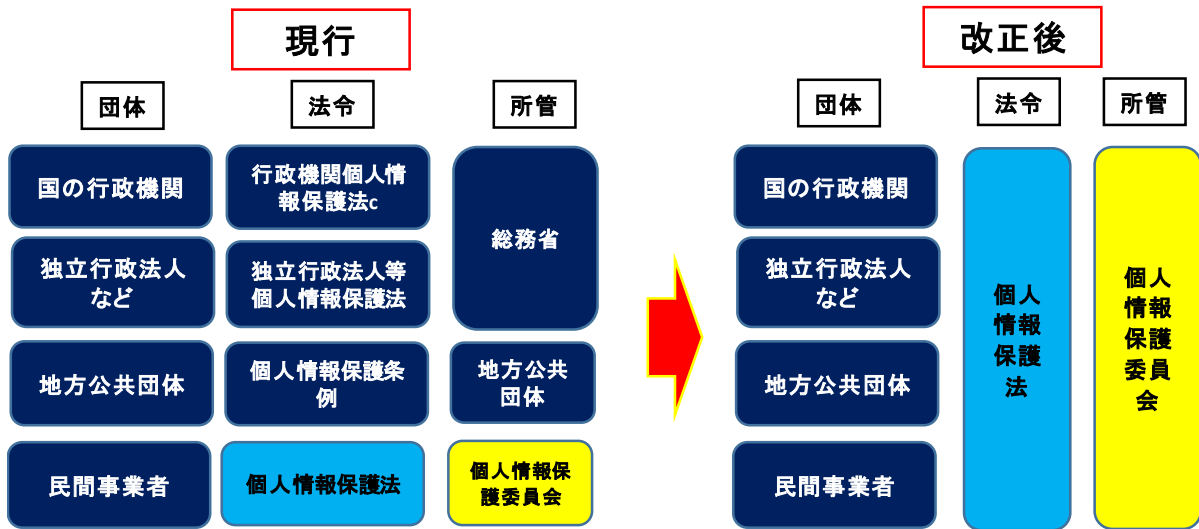 現行
団体
法令
所管
国の行政機関
行政機関個人情
報保護法c
総務省
独立行政法人
など
独立行政法人等
個人情報保護法
地方公共団体
個人情報保護条
例
地方公共
団体
民間事業者
個人情報保護法
個人情報保
護委員会
改正後
団体
法令
所管
国の行政機関
独立行政法人
など
地方公共団体
民間事業者
個人
情報
保護
法
個人
情報
保護
委員
会